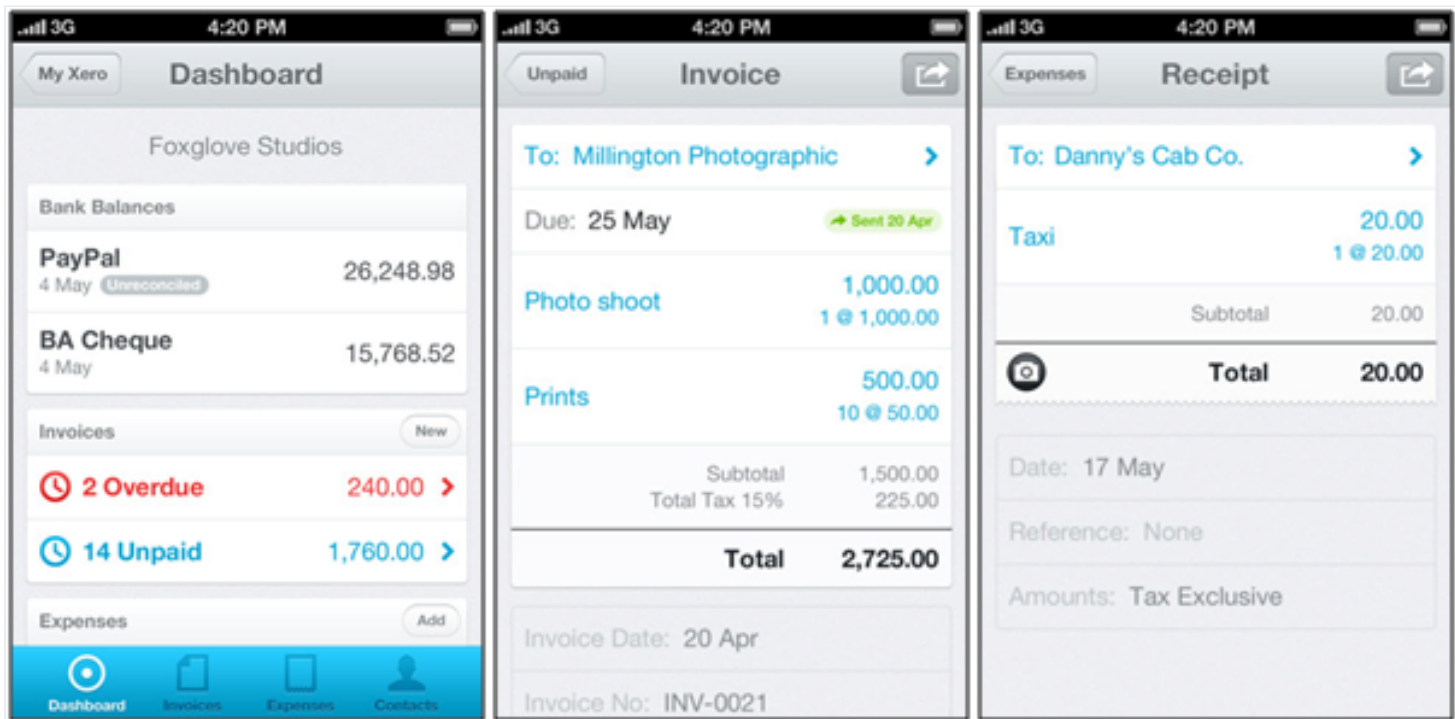 3G 4:20 PM
My Xero Dashboard
Foxglove Studios
Bank Balances
PayPal 26,248.98
4 May Unreconciled
BA Cheque 15,768.52
4 May
Invoices New
2 Overdue 240.00
14 Unpaid 1,760.00
Expenses Add
Dashboard Invoices Expenses Contacts
3G 4:20 PM
Unpaid Invoice
To: Millington Photographic
Due: 25 May Sent 20 Apr
Photo shoot 1,000.00
1 @ 1,000.00
Prints 500.00
10 @ 50.00
Subtotal 1,500.00
Total Tax 15% 225.00
Total 2,725.00
Invoice Date: 20 Apr
Invoice No: INV-0021
3G 4:20 PM
Expenses Receipt
To: Danny's Cab Co.
Taxi 20.00
1 @ 20.00
Subtotal 20.00
Total 20.00
Date: 17 May
Reference: None
Amounts: Tax Exclusive